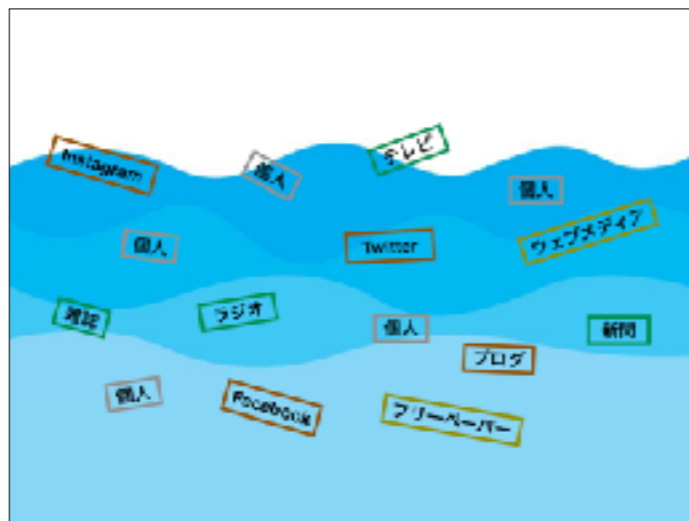 テレビ
Instagram
個人
個人
個人
Twitter
ウェブメディア
雑誌
ラジオ
個人
新聞
ブログ
個人
Facebook
フリーペーパー